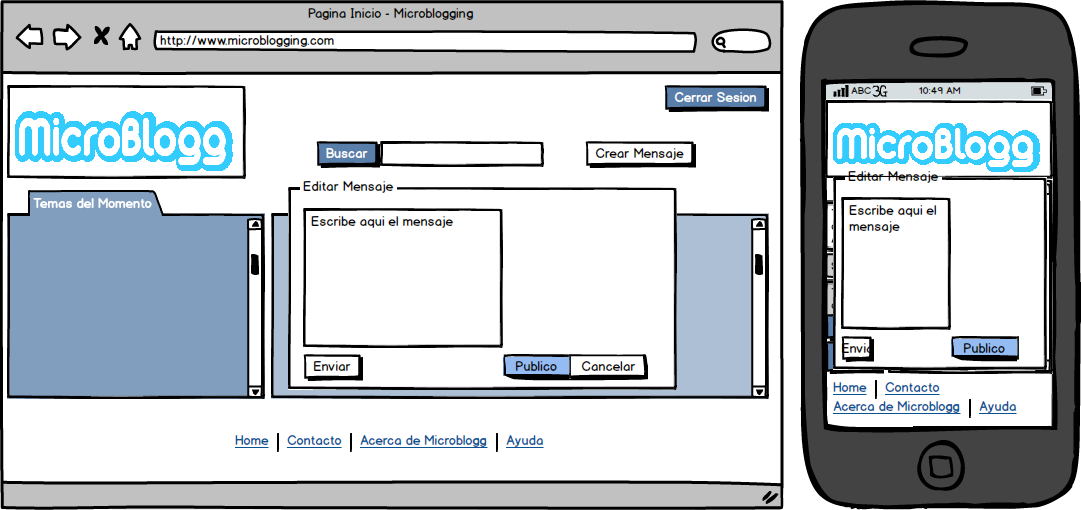 Pagina Inicio - Microblogging
http://www.microblogging.com
MicroBlogg
Cerrar Sesion
Buscar
Crear Mensaje
Temas del Momento
Editar Mensaje
Escribe aqui el mensaje
Enviar
Publico
Cancelar
Home
Contacto
Acerca de Microblogg
Ayuda
ABC 3G
10:49 AM
MicroBlogg
Editar Mensaje
Escribe aqui el
mensaje
Publico
Home
Contacto
Acerca de Microblogg
Ayuda